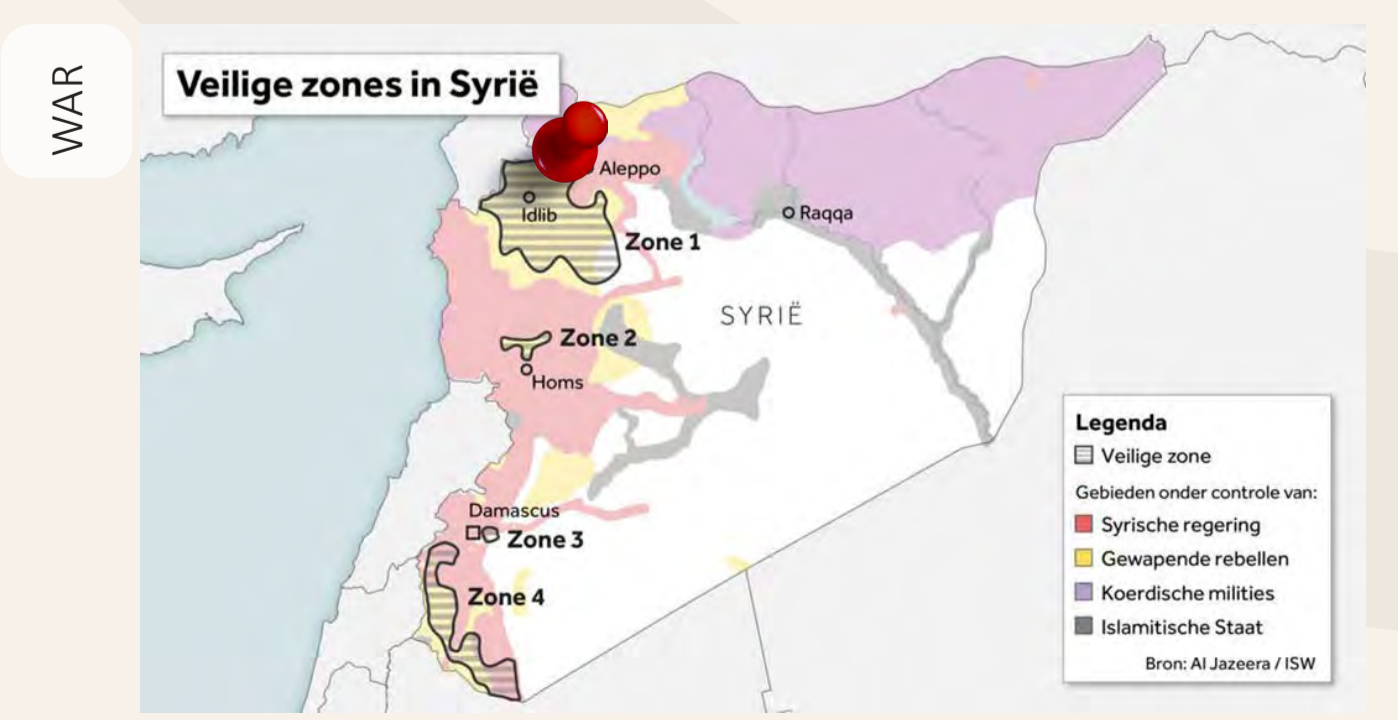 WAR
Veilige zones in Syrië
Aleppo
Idlib
Raqqa
Zone 1
SYRIË
Zone 2
Homs
Damascus
Zone 3
Zone 4
Legenda
Veilige zone
Gebieden onder controle van:
Syrische regering
Gewapende rebellen
Koerdische milities
Islamitische Staat
Bron: Al Jazeera / ISW